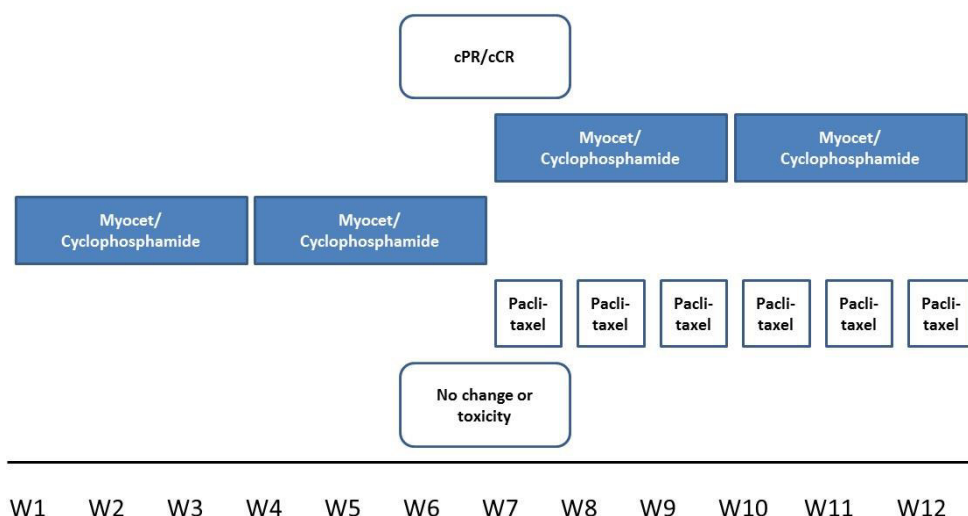 cPR/cCR
Myocet/
Cyclophosphamide
Myocet/
Cyclophosphamide
Myocet/
Cyclophosphamide
Myocet/
Cyclophosphamide
Pacli-
taxel
Pacli-
taxel
Pacli-
taxel
Pacli-
taxel
Pacli-
taxel
Pacli-
taxel
No change or
toxicity
W1 W2 W3 W4 W5 W6 W7 W8 W9 W10 W11 W12